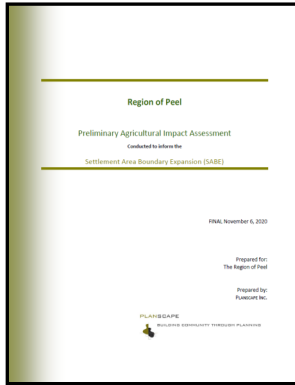 Region of Peel
Preliminary Agricultural Impact Assessment
Conducted to inform the
Settlement Area Boundary Expansion (SABE)
FINAL November 6, 2020
Prepared for:
The Region of Peel
Prepared by:
PLANSCAPE INC.
PLANSCAPE
BUILDING COMMUNITY THROUGH PLANNING